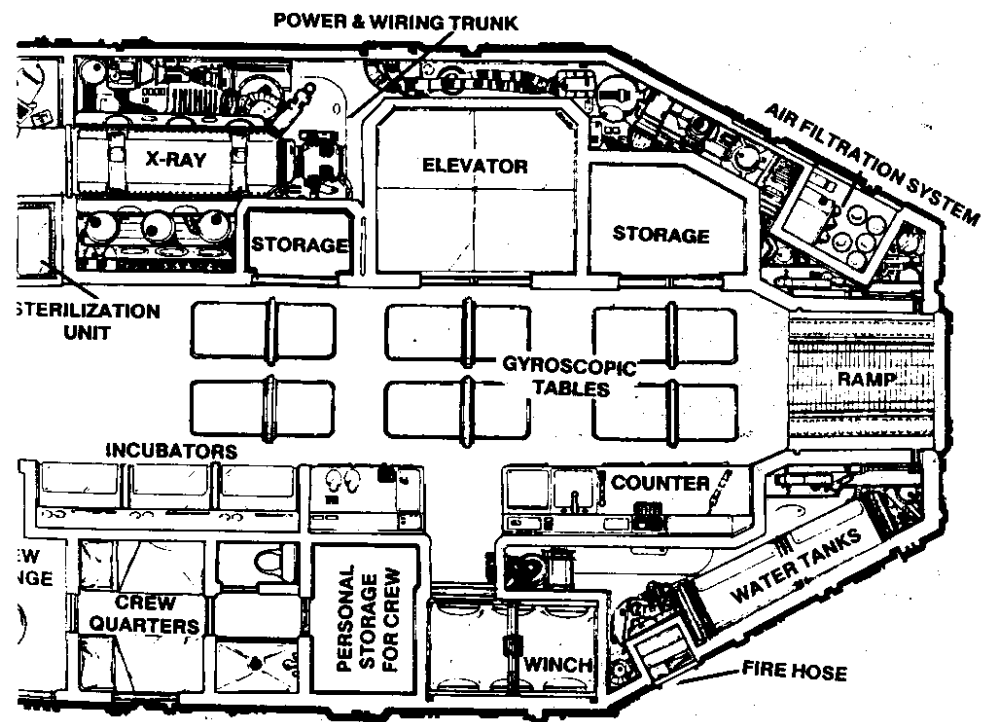 POWER & WIRING TRUNK
AIR FILTRATION SYSTEM
X-RAY
ELEVATOR
STORAGE
STORAGE
STERILIZATION
UNIT
GYROSCOPIC
TABLES
RAMP
INCUBATORS
COUNTER
WATER TANKS
CREW
QUARTERS
PERSONAL
STORAGE
FOR CREW
WINCH
FIRE HOSE